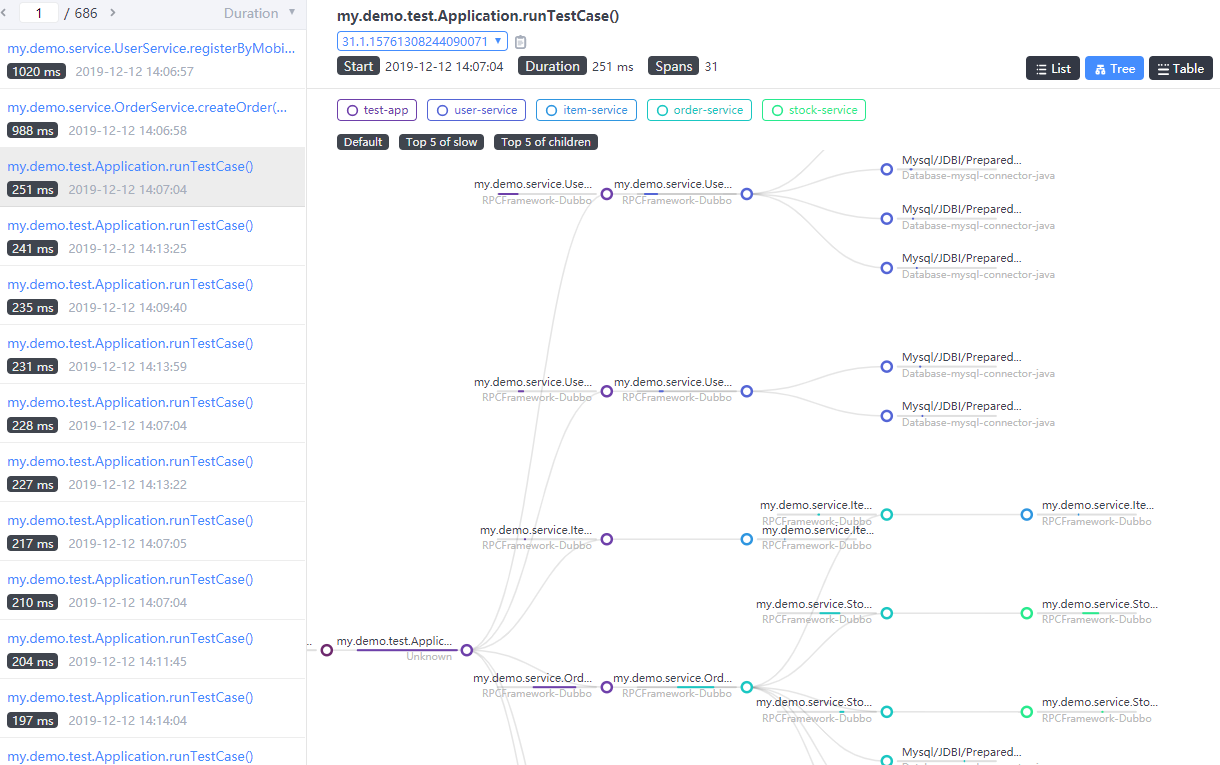 1 / 686
Duration
my.demo.service.UserService.registerByMobi...
1020 ms 2019-12-12 14:06:57
my.demo.service.OrderService.createOrder(...
988 ms 2019-12-12 14:06:58
my.demo.test.Application.runTestCase()
251 ms 2019-12-12 14:07:04
my.demo.test.Application.runTestCase()
241 ms 2019-12-12 14:13:25
my.demo.test.Application.runTestCase()
235 ms 2019-12-12 14:09:40
my.demo.test.Application.runTestCase()
231 ms 2019-12-12 14:13:59
my.demo.test.Application.runTestCase()
228 ms 2019-12-12 14:07:04
my.demo.test.Application.runTestCase()
227 ms 2019-12-12 14:13:22
my.demo.test.Application.runTestCase()
217 ms 2019-12-12 14:07:05
my.demo.test.Application.runTestCase()
210 ms 2019-12-12 14:07:04
my.demo.test.Application.runTestCase()
204 ms 2019-12-12 14:11:45
my.demo.test.Application.runTestCase()
197 ms 2019-12-12 14:14:04
my.demo.test.Application.runTestCase()
my.demo.test.Application.runTestCase()
31.1.15761308244090071
Start 2019-12-12 14:07:04 Duration 251 ms Spans 31
List Tree Table
test-app user-service item-service order-service stock-service
Default Top 5 of slow Top 5 of children
Mysql/JDBI/Prepared...
Database-mysql-connector-java
my.demo.service.Use... my.demo.service.Use...
RPCFramework-Dubbo RPCFramework-Dubbo
Mysql/JDBI/Prepared...
Database-mysql-connector-java
Mysql/JDBI/Prepared...
Database-mysql-connector-java
Mysql/JDBI/Prepared...
Database-mysql-connector-java
my.demo.service.Use... my.demo.service.Use...
RPCFramework-Dubbo RPCFramework-Dubbo
Mysql/JDBI/Prepared...
Database-mysql-connector-java
my.demo.service.Ite... my.demo.service.Ite...
RPCFramework-Dubbo RPCFramework-Dubbo
my.demo.service.Ite... my.demo.service.Ite...
RPCFramework-Dubbo RPCFramework-Dubbo
my.demo.service.Sto... my.demo.service.Sto...
RPCFramework-Dubbo RPCFramework-Dubbo
... my.demo.test.Applic...
Unknown
my.demo.service.Ord... my.demo.service.Ord...
RPCFramework-Dubbo RPCFramework-Dubbo
my.demo.service.Sto... my.demo.service.Sto...
RPCFramework-Dubbo RPCFramework-Dubbo
Mysql/JDBI/Prepared...